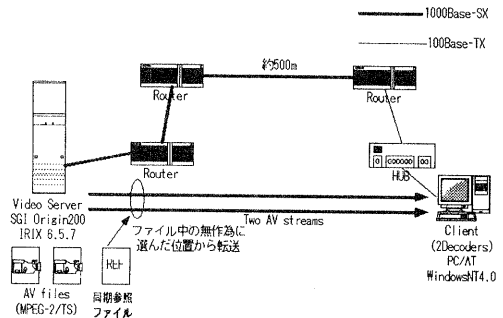 1000Base-SX
100Base-TX
約500m
Router
Router
Router
HUB
Video Server
SGI Origin200
IRIX 6.5.7
Two AV streams
ファイル中の無作為に
選んだ位置から転送
Client
(2Decoders)
PC/AT
WindowsNT4.0
REF
AV files
(MPEG-2/TS)
同期参照
ファイル